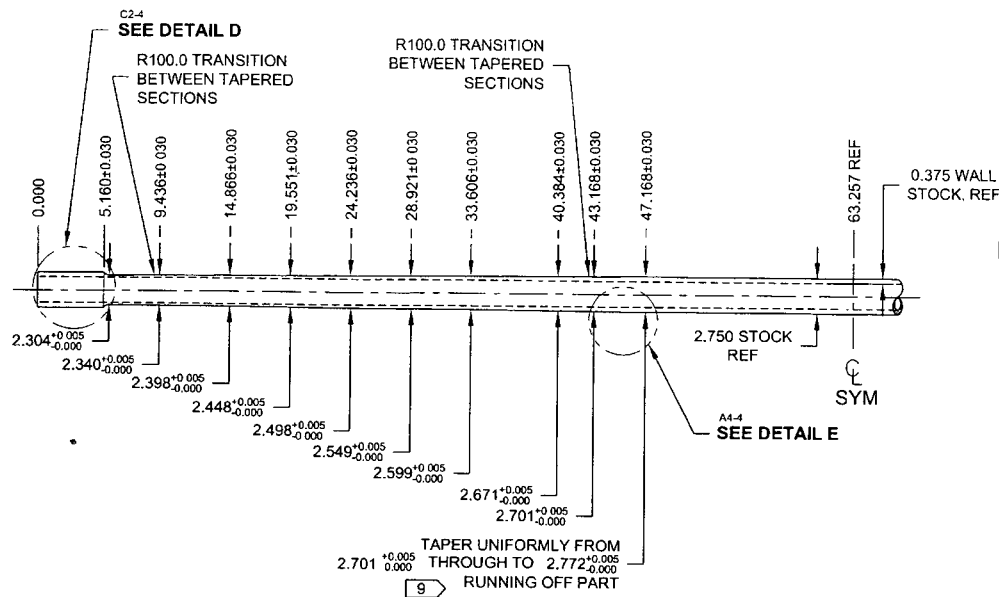 C2-4
SEE DETAIL D
R100.0 TRANSITION
BETWEEN TAPERED
SECTIONS
R100.0 TRANSITION
BETWEEN TAPERED
SECTIONS
0.000
5.160±0.030
9.436±0 030
14.866±0.030
19.551±0.030
24.236±0.030
28.921±0 030
33.606±0.030
40.384±0.030
43.168±0.030
47.168±0.030
63.257 REF
0.375 WALL
STOCK, REF
2.304 +0.005 -0.000
2.340 +0.005 -0.000
2.398 +0.005 -0.000
2.448 +0.005 -0.000
2.498 +0.005 -0.000
2.549 +0.005 -0.000
2.599 +0 005 -0.000
2.671 +0.005 -0.000
2.701 +0 005 -0.000
2.750 STOCK
REF
CL
SYM
A4-4
SEE DETAIL E
TAPER UNIFORMLY FROM
2.701 +0.005 0.000 THROUGH TO 2.772 +0.005 -0.000
RUNNING OFF PART
9